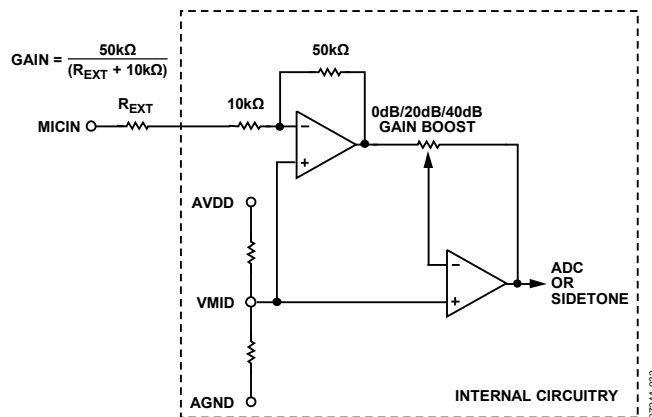 GAIN = 50kΩ
(REXT + 10kΩ)
50kΩ
REXT
10kΩ
MICIN
0dB/20dB/40dB
GAIN BOOST
−
+
AVDD
−
ADC
OR
SIDETONE
VMID
+
AGND
INTERNAL CIRCUITRY